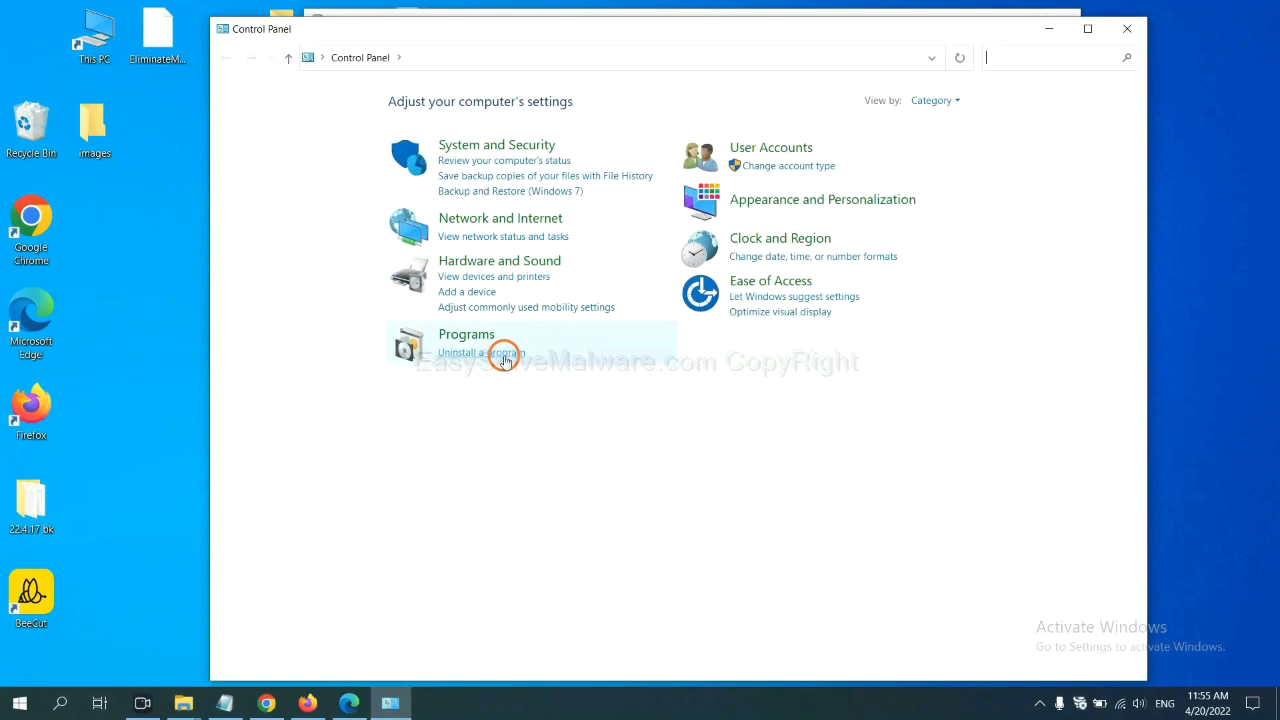 This PC
EliminateM...
Recycle Bin
images
Google
Chrome
Microsoft
Edge
Firefox
22.4.17 bk
BeeCut
Control Panel
Control Panel
Adjust your computer's settings
View by: Category
System and Security
Review your computer's status
Save backup copies of your files with File History
Backup and Restore (Windows 7)
Network and Internet
View network status and tasks
Hardware and Sound
View devices and printers
Add a device
Adjust commonly used mobility settings
Programs
Uninstall a program
User Accounts
Change account type
Appearance and Personalization
Clock and Region
Change date, time, or number formats
Ease of Access
Let Windows suggest settings
Optimize visual display
EasySolveMalware.com CopyRight
Activate Windows
Go to Settings to activate Windows.
ENG
11:55 AM
4/20/2022